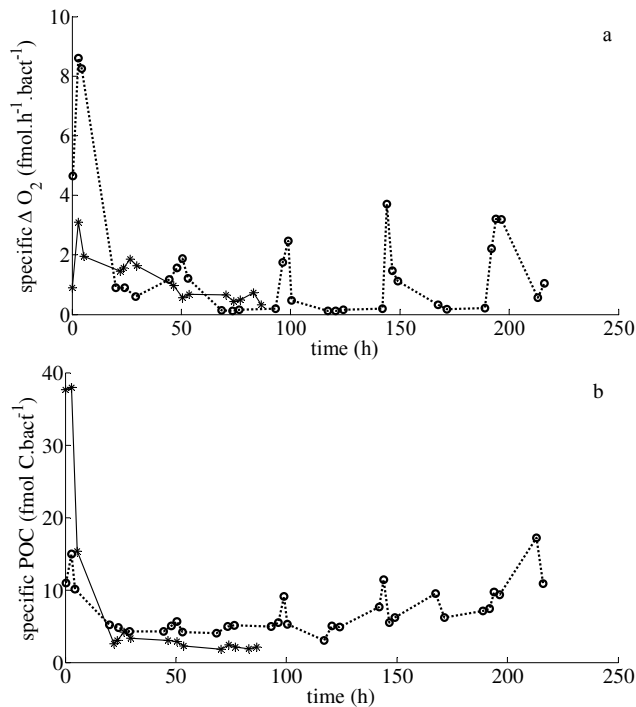 a
10
8
6
4
2
0
specific Δ O₂ (fmol.h⁻¹.bact⁻¹)
0 50 100 150 200 250
time (h)
b
40
30
20
10
0
specific POC (fmol C.bact⁻¹)
0 50 100 150 200 250
time (h)